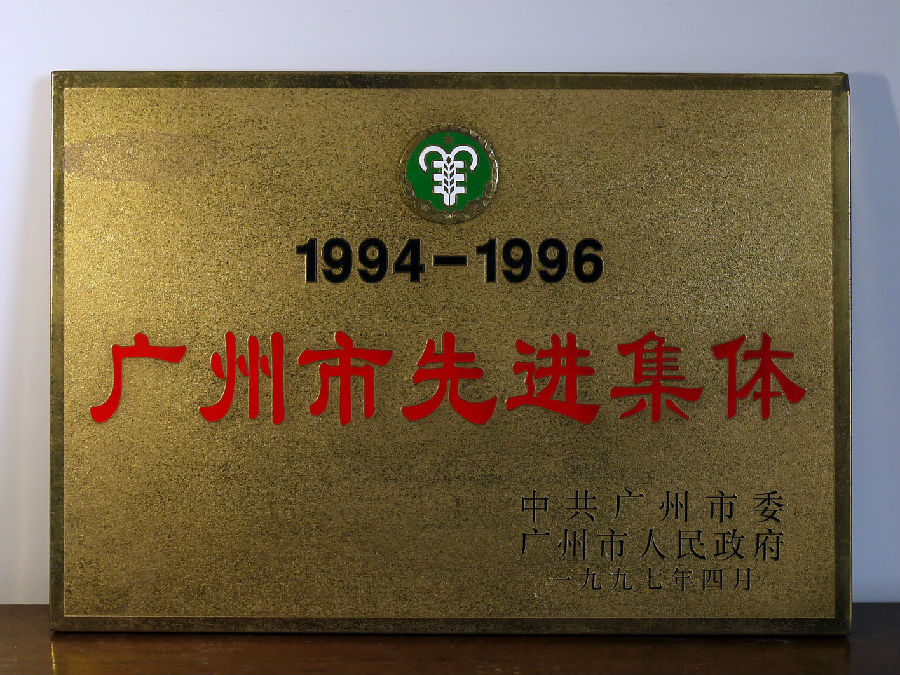 1994-1996
广州市先进集体
中共广州市委
广州市人民政府
一九九七年四月